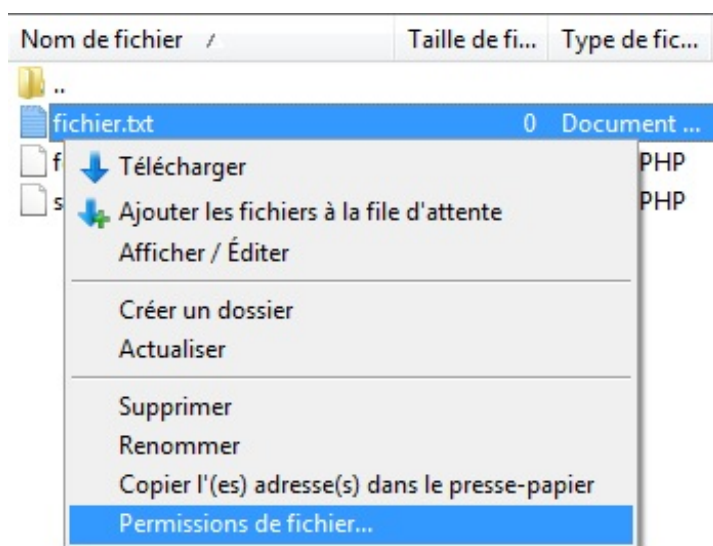 Nom de fichier Taille de fi... Type de fic...
..
fichier.txt 0 Document ...
f PHP
s PHP
Télécharger
Ajouter les fichiers à la file d'attente
Afficher / Éditer
Créer un dossier
Actualiser
Supprimer
Renommer
Copier l'(es) adresse(s) dans le presse-papier
Permissions de fichier...